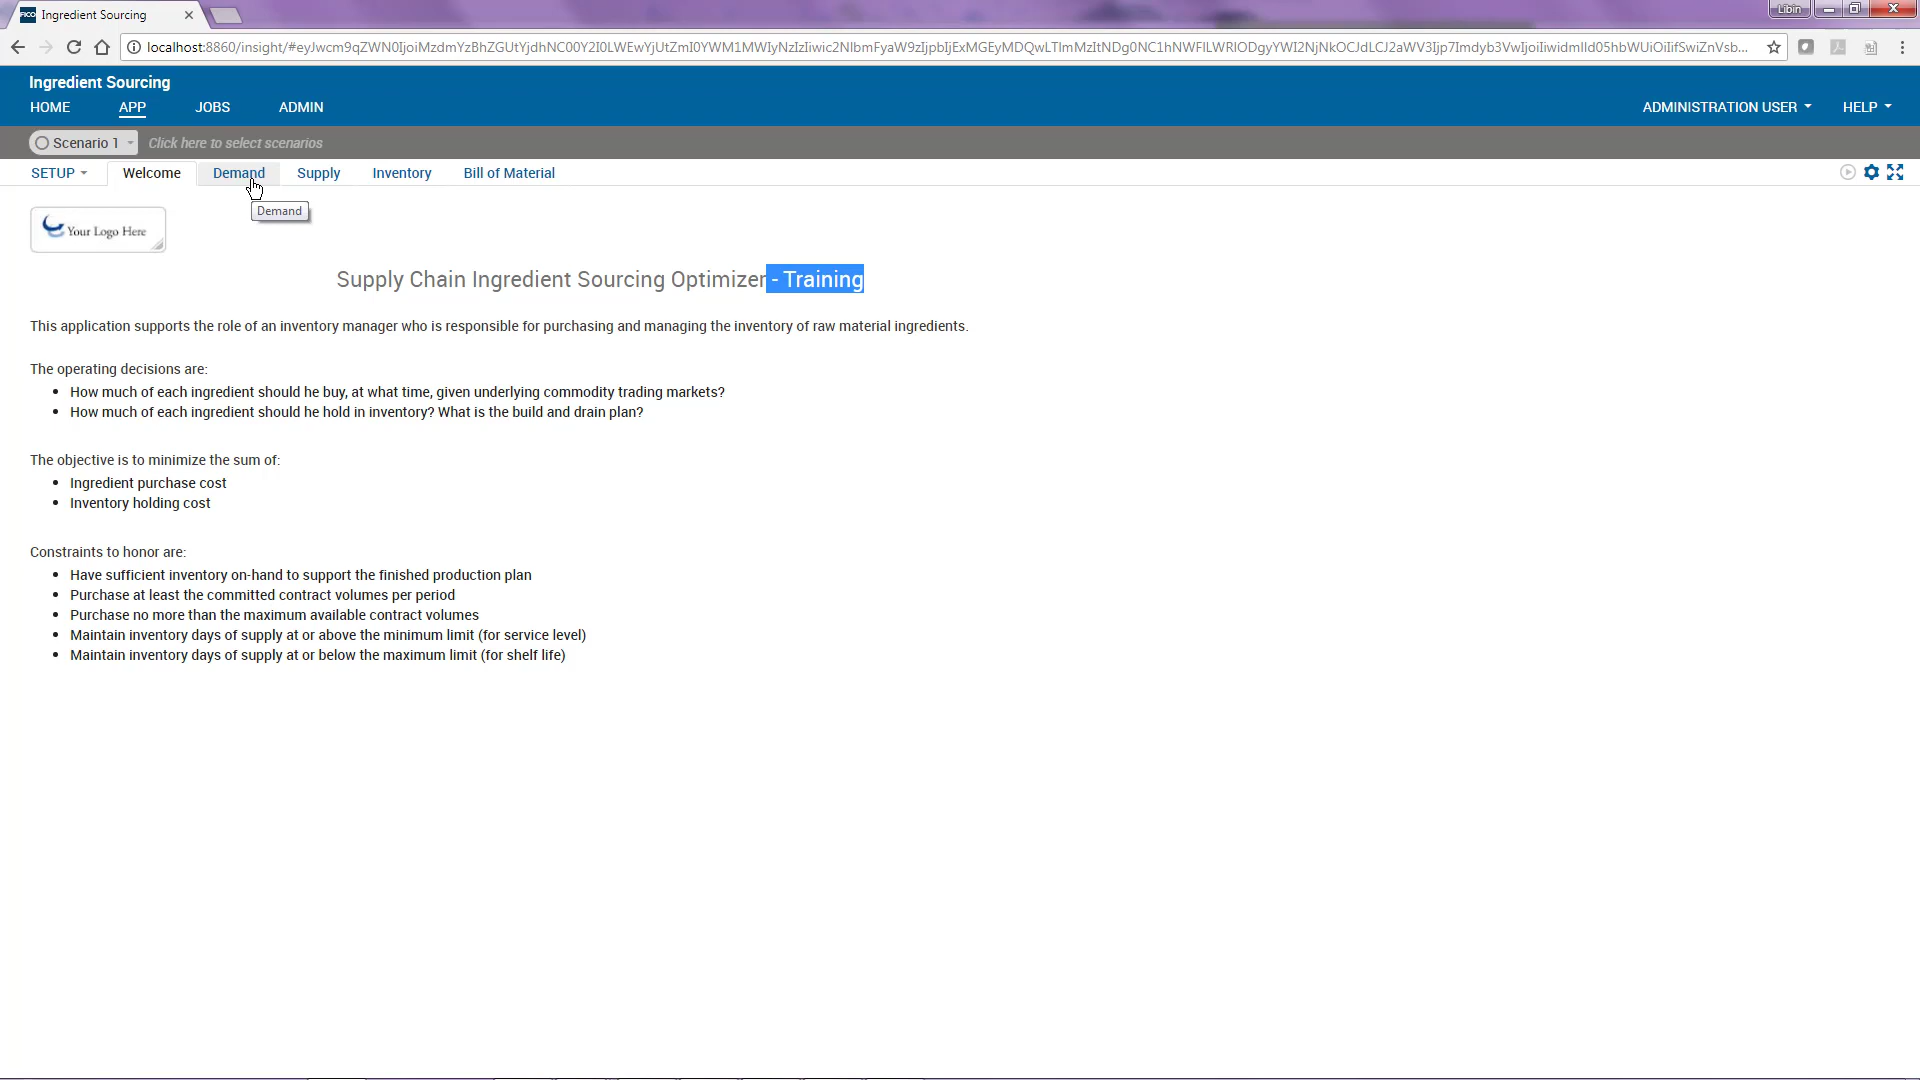 Ingredient Sourcing
Libin
Ingredient Sourcing
HOME APP JOBS ADMIN ADMINISTRATION USER HELP
Scenario 1 Click here to select scenarios
SETUP Welcome Demand Supply Inventory Bill of Material
Demand
Your Logo Here
Supply Chain Ingredient Sourcing Optimizer - Training
This application supports the role of an inventory manager who is responsible for purchasing and managing the inventory of raw material ingredients.
The operating decisions are:
• How much of each ingredient should he buy, at what time, given underlying commodity trading markets?
• How much of each ingredient should he hold in inventory? What is the build and drain plan?
The objective is to minimize the sum of:
• Ingredient purchase cost
• Inventory holding cost
Constraints to honor are:
• Have sufficient inventory on-hand to support the finished production plan
• Purchase at least the committed contract volumes per period
• Purchase no more than the maximum available contract volumes
• Maintain inventory days of supply at or above the minimum limit (for service level)
• Maintain inventory days of supply at or below the maximum limit (for shelf life)